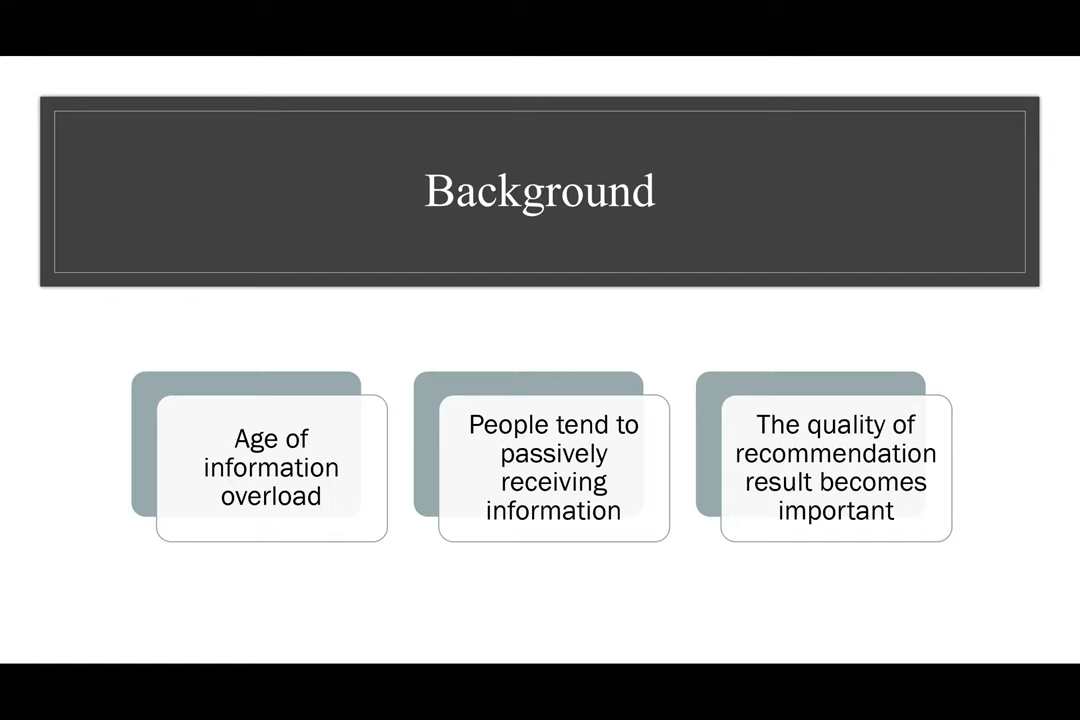 Background
Age of
information
overload
People tend to
passively
receiving
information
The quality of
recommendation
result becomes
important